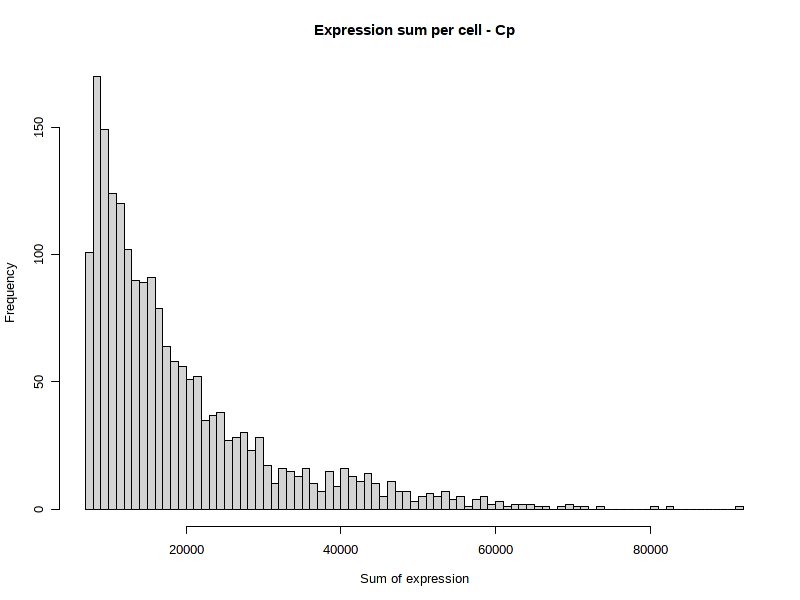 Expression sum per cell - Cp
Frequency
150
100
50
0
20000 40000 60000 80000
Sum of expression